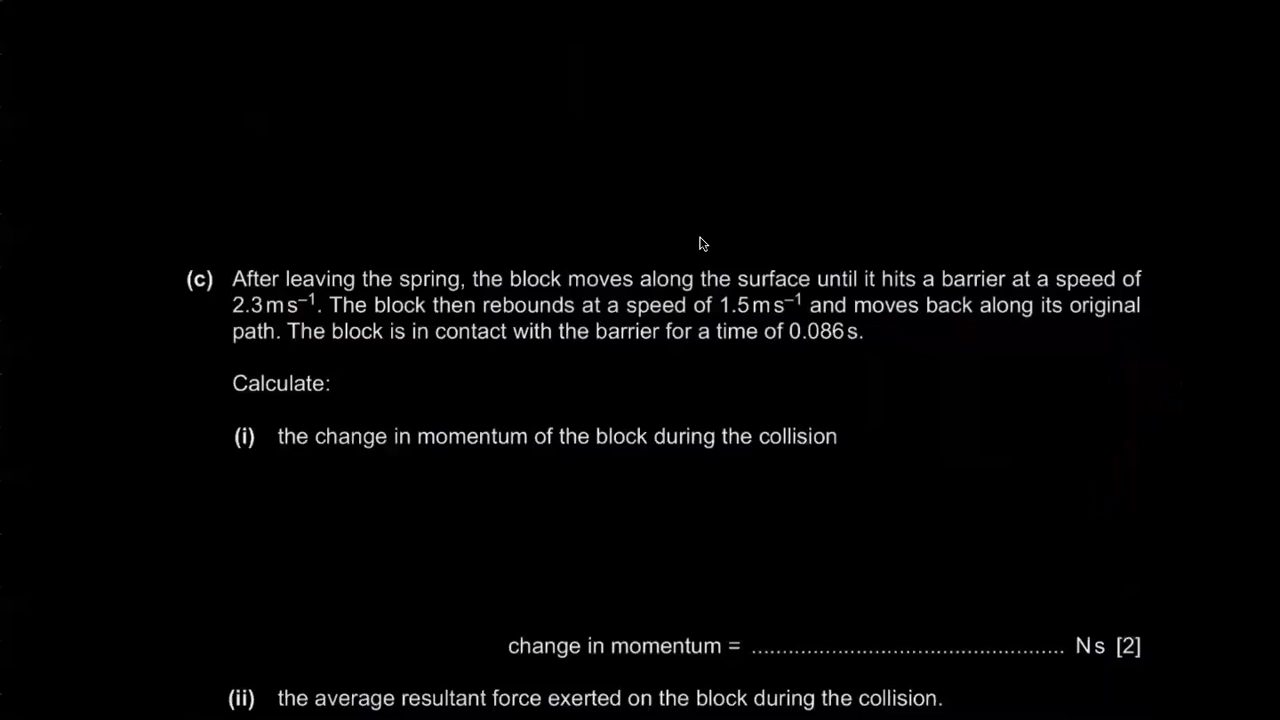 (c) After leaving the spring, the block moves along the surface until it hits a barrier at a speed of
2.3 m s⁻¹. The block then rebounds at a speed of 1.5 m s⁻¹ and moves back along its original
path. The block is in contact with the barrier for a time of 0.086 s.
Calculate:
(i) the change in momentum of the block during the collision
change in momentum = .................................................. N s [2]
(ii) the average resultant force exerted on the block during the collision.